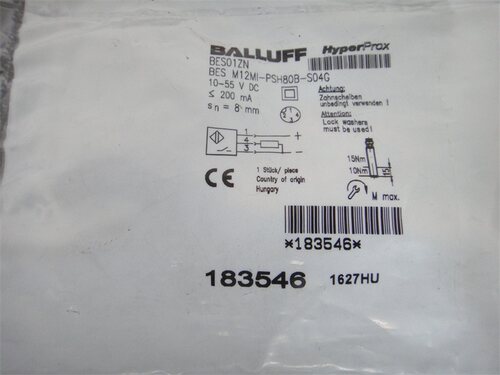 BALLUFF HyperProx
BES01ZN
BES M12MI-PSH80B-S04G
10-55 V DC
≤ 200 mA
sn = 8 mm
Achtung:
Zahnscheiben
unbedingt verwenden !
Attention:
Lock washers
must be used!
1
4
3
15Nm
10Nm
15
M max.
CE
1 Stück/ piece
Country of origin
Hungary
*183546*
183546 1627HU